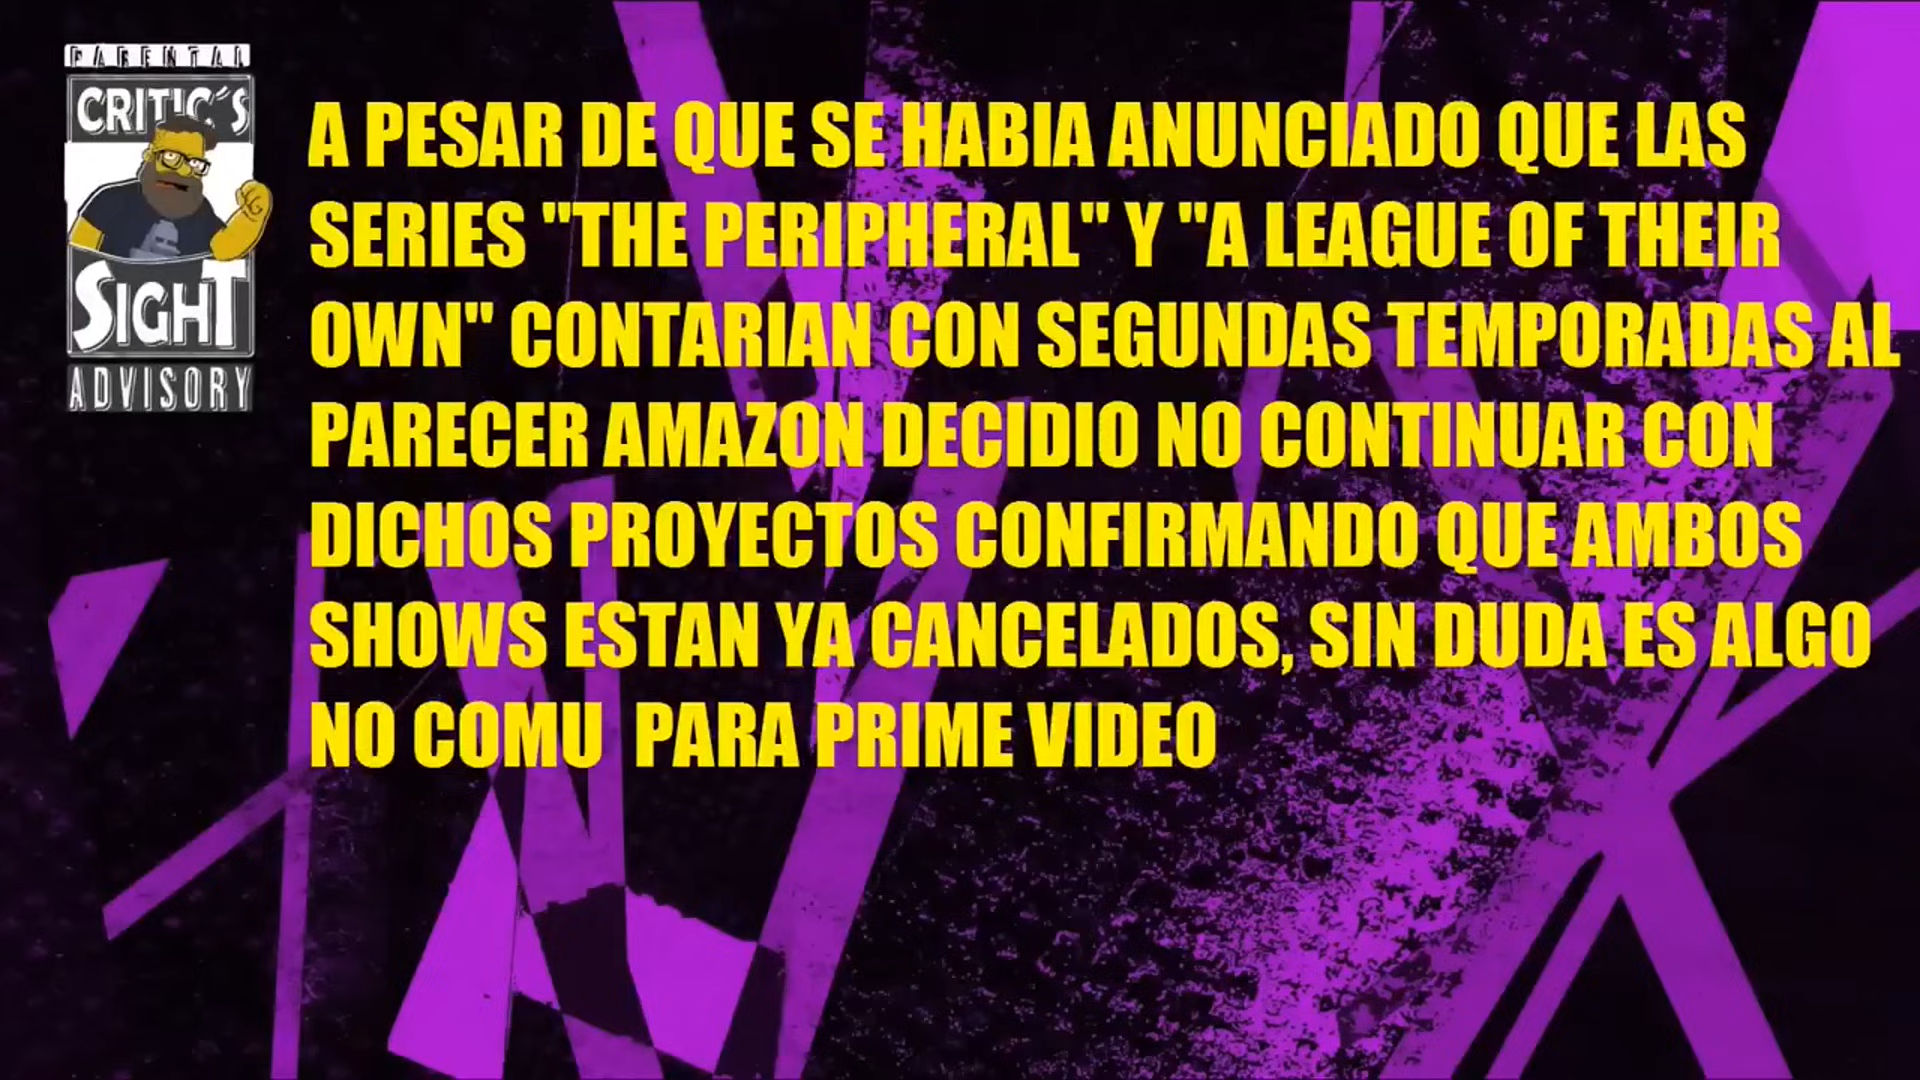 PARENTAL
CRITIC´S
SIGHT
ADVISORY
A PESAR DE QUE SE HABIA ANUNCIADO QUE LAS
SERIES "THE PERIPHERAL" Y "A LEAGUE OF THEIR
OWN" CONTARIAN CON SEGUNDAS TEMPORADAS AL
PARECER AMAZON DECIDIO NO CONTINUAR CON
DICHOS PROYECTOS CONFIRMANDO QUE AMBOS
SHOWS ESTAN YA CANCELADOS, SIN DUDA ES ALGO
NO COMU  PARA PRIME VIDEO